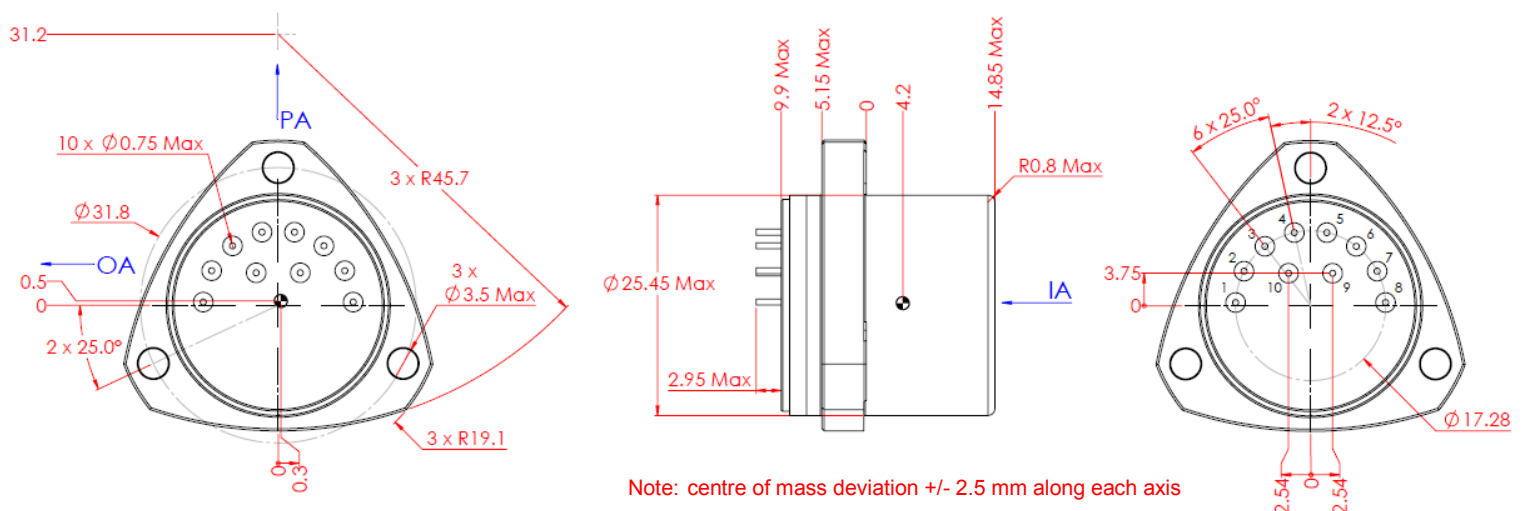 31.2
PA
10 x Ø0.75 Max
3 x R45.7
Ø31.8
OA
0.5
0
2 x 25.0°
3 x
Ø3.5 Max
3 x R19.1
0
0.3
9.9 Max
5.15 Max
0
4.2
14.85 Max
R0.8 Max
Ø25.45 Max
IA
2.95 Max
Note: centre of mass deviation +/- 2.5 mm along each axis
6 x 25.0°
2 x 12.5°
4
5
3
6
2
7
3.75
1
10
9
8
0
Ø17.28
2.54
0
2.54